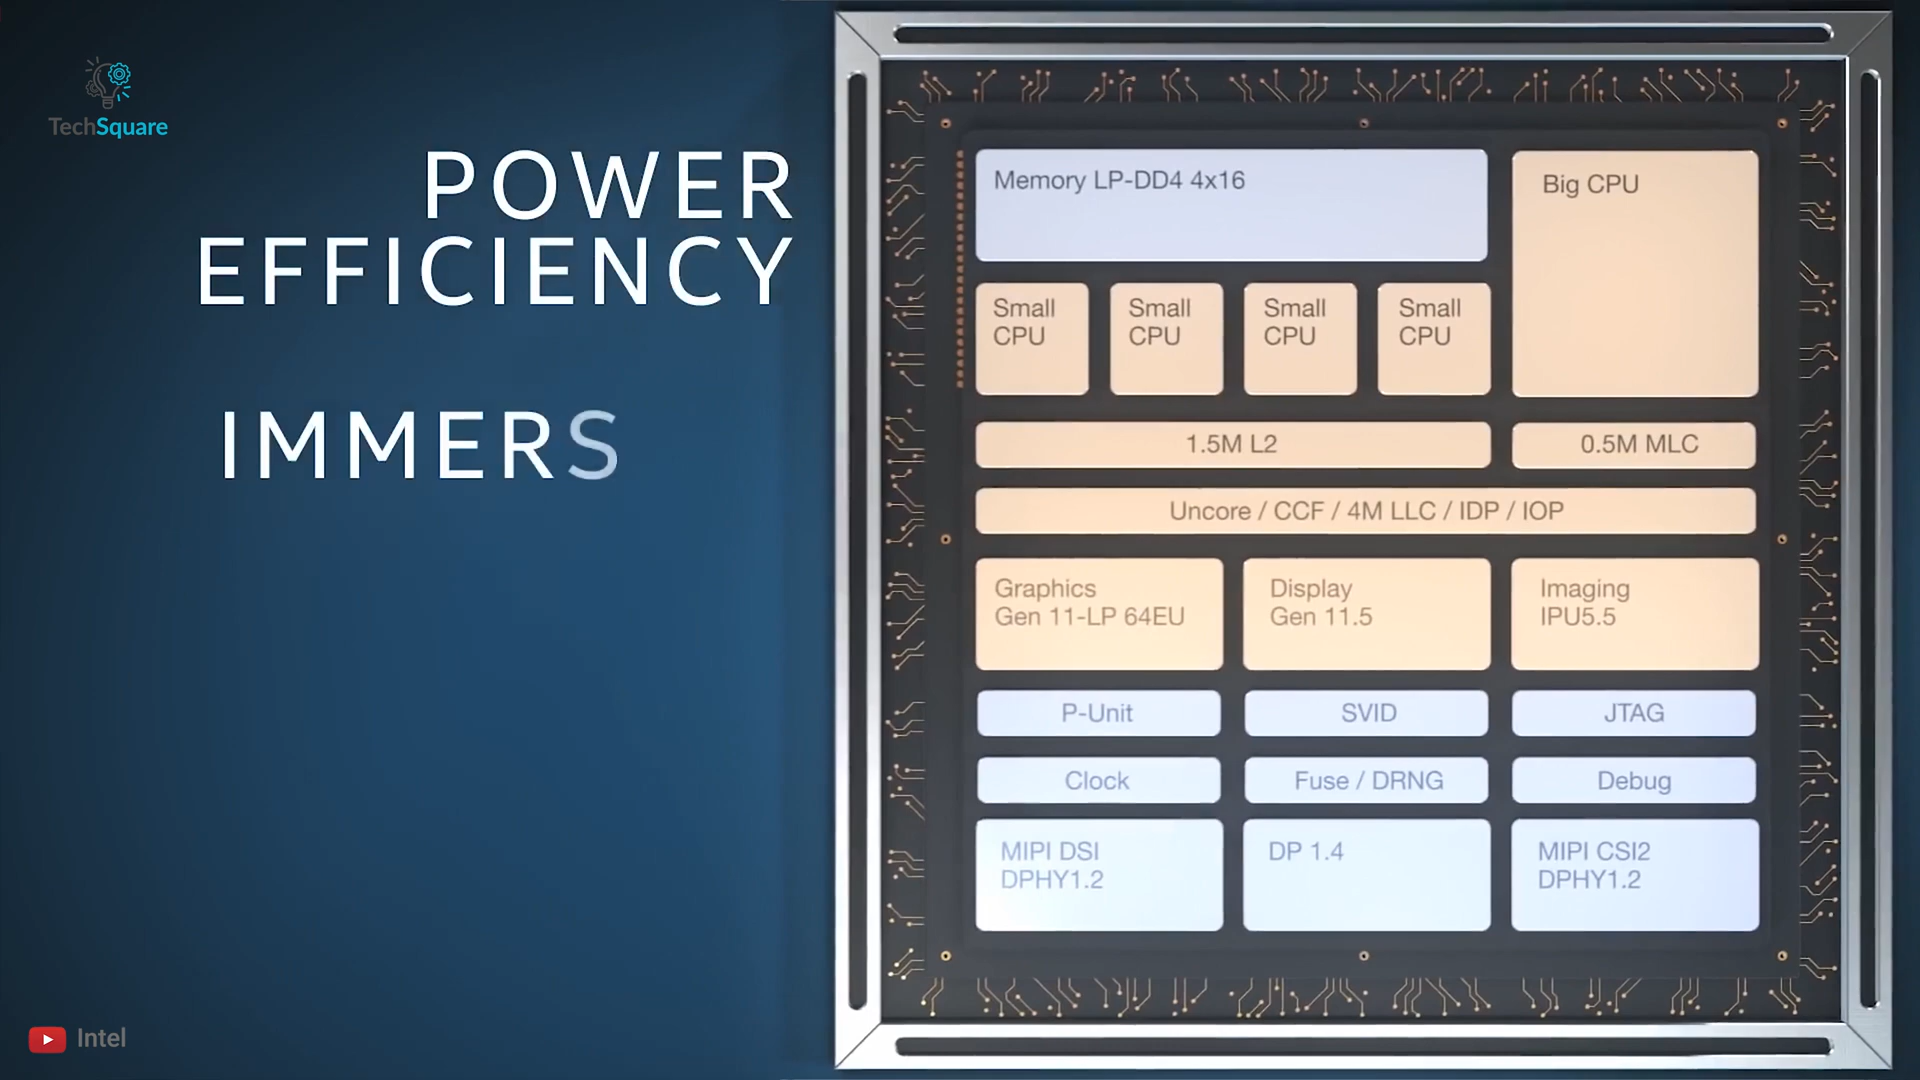 TechSquare
POWER
EFFICIENCY
IMMERS
Memory LP-DD4 4x16
Big CPU
Small
CPU
Small
CPU
Small
CPU
Small
CPU
1.5M L2
0.5M MLC
Uncore / CCF / 4M LLC / IDP / IOP
Graphics
Gen 11-LP 64EU
Display
Gen 11.5
Imaging
IPU5.5
P-Unit
SVID
JTAG
Clock
Fuse / DRNG
Debug
MIPI DSI
DPHY1.2
DP 1.4
MIPI CSI2
DPHY1.2
Intel